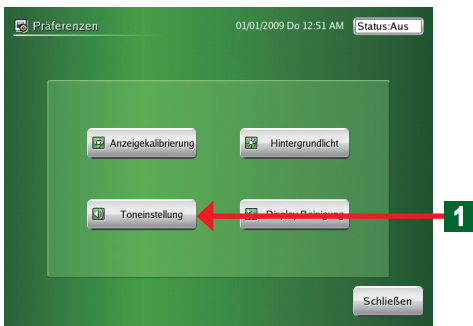 Präferenzen
01/01/2009 Do 12:51 AM
Status:Aus
Anzeigekalibrierung
Hintergrundlicht
Toneinstellung
Display Reinigung
1
Schließen